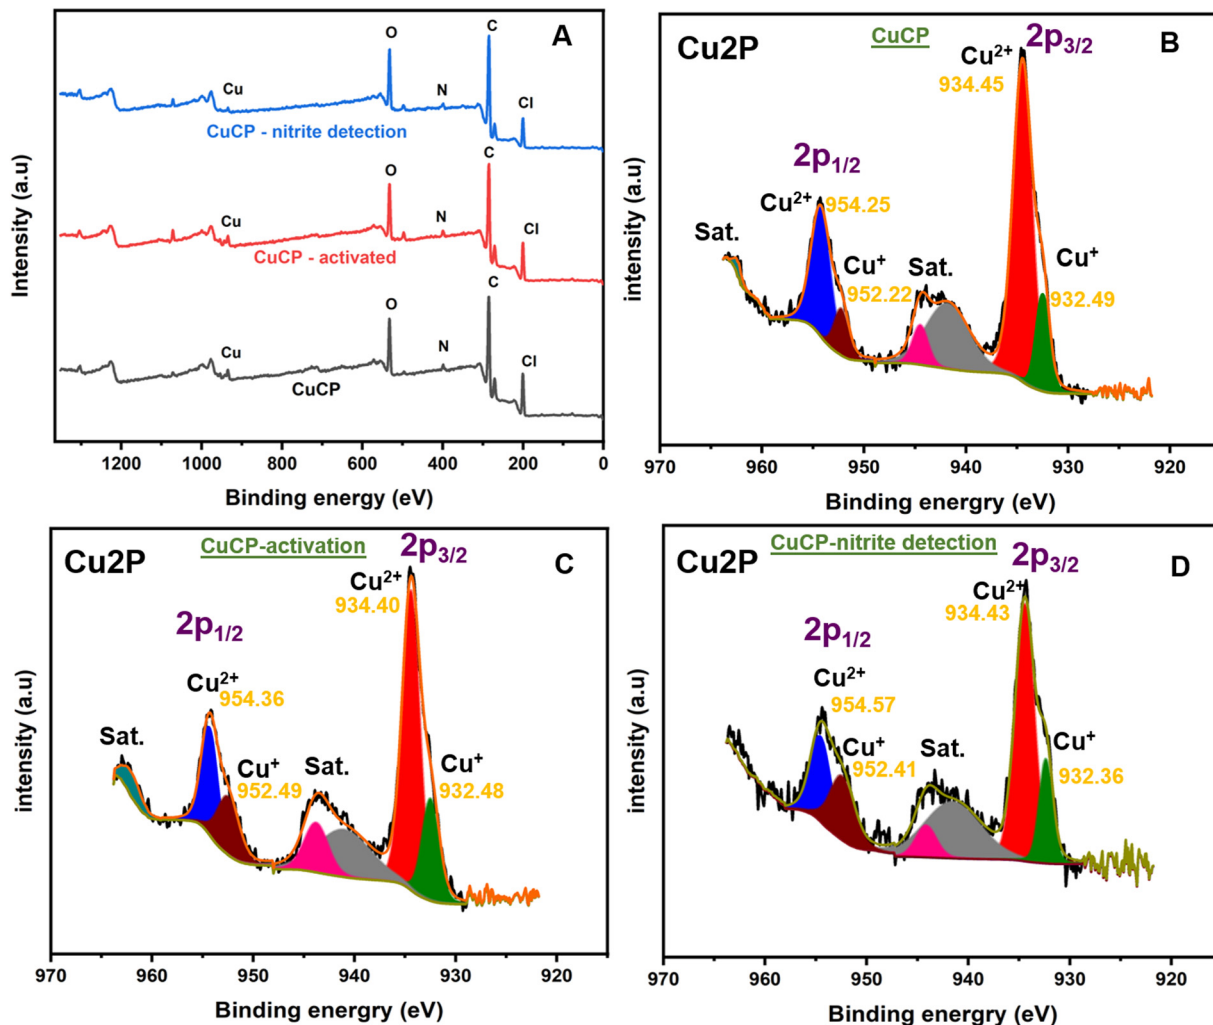 A
Intensity (a.u)
O
C
Cu
N
Cl
CuCP - nitrite detection
O
C
Cu
N
Cl
CuCP - activated
O
C
Cu
N
Cl
CuCP
1200 1000 800 600 400 200 0
Binding energy (eV)
B
Cu2P
CuCP
2p3/2
Cu2+
934.45
2p1/2
Cu2+
954.25
Sat.
Cu+
952.22
Sat.
Cu+
932.49
intensity (a.u)
970 960 950 940 930 920
Binding energry (eV)
C
Cu2P
CuCP-activation
2p3/2
Cu2+
934.40
2p1/2
Cu2+
954.36
Sat.
Cu+
952.49
Sat.
Cu+
932.48
intensity (a.u)
970 960 950 940 930 920
Binding energry (eV)
D
Cu2P
CuCP-nitrite detection
2p3/2
Cu2+
934.43
2p1/2
Cu2+
954.57
Cu+
952.41
Sat.
Cu+
932.36
intensity (a.u)
970 960 950 940 930 920
Binding energry (eV)